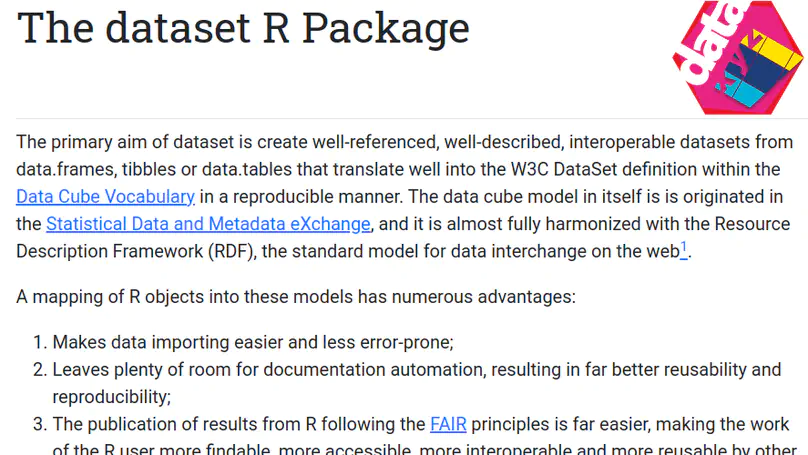 The dataset R Package
data
The primary aim of dataset is create well-referenced, well-described, interoperable datasets from
data.frames, tibbles or data.tables that translate well into the W3C DataSet definition within the
Data Cube Vocabulary in a reproducible manner. The data cube model in itself is is originated in
the Statistical Data and Metadata eXchange, and it is almost fully harmonized with the Resource
Description Framework (RDF), the standard model for data interchange on the web1.
A mapping of R objects into these models has numerous advantages:
1. Makes data importing easier and less error-prone;
2. Leaves plenty of room for documentation automation, resulting in far better reusability and
reproducibility;
3. The publication of results from R following the FAIR principles is far easier, making the work
of the R user more findable, more accessible, more interoperable and more reusable by other